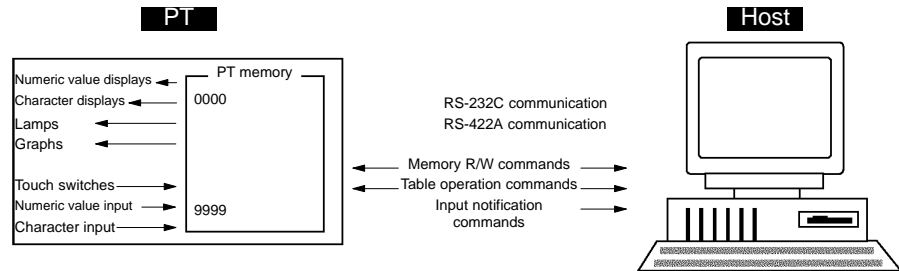 PT
Host
PT memory
Numeric value displays
Character displays
Lamps
Graphs
Touch switches
Numeric value input
Character input
0000
9999
RS-232C communication
RS-422A communication
Memory R/W commands
Table operation commands
Input notification
commands